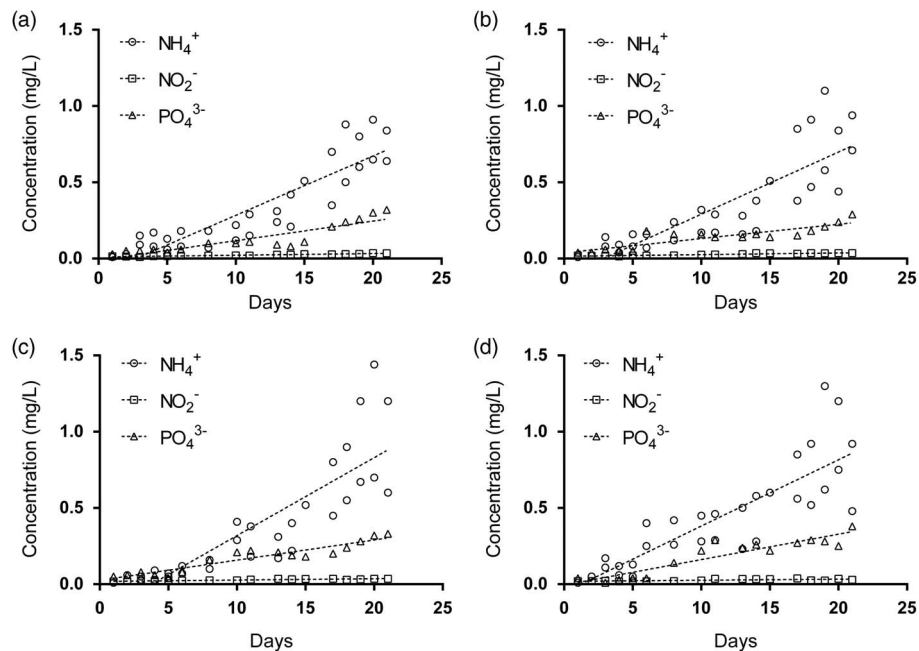 (a)
1.5
1.0
0.5
0.0
Concentration (mg/L)
NH₄⁺
NO₂⁻
PO₄³⁻
0 5 10 15 20 25
Days
(b)
1.5
1.0
0.5
0.0
Concentration (mg/L)
NH₄⁺
NO₂⁻
PO₄³⁻
0 5 10 15 20 25
Days
(c)
1.5
1.0
0.5
0.0
Concentration (mg/L)
NH₄⁺
NO₂⁻
PO₄³⁻
0 5 10 15 20 25
Days
(d)
1.5
1.0
0.5
0.0
Concentration (mg/L)
NH₄⁺
NO₂⁻
PO₄³⁻
0 5 10 15 20 25
Days